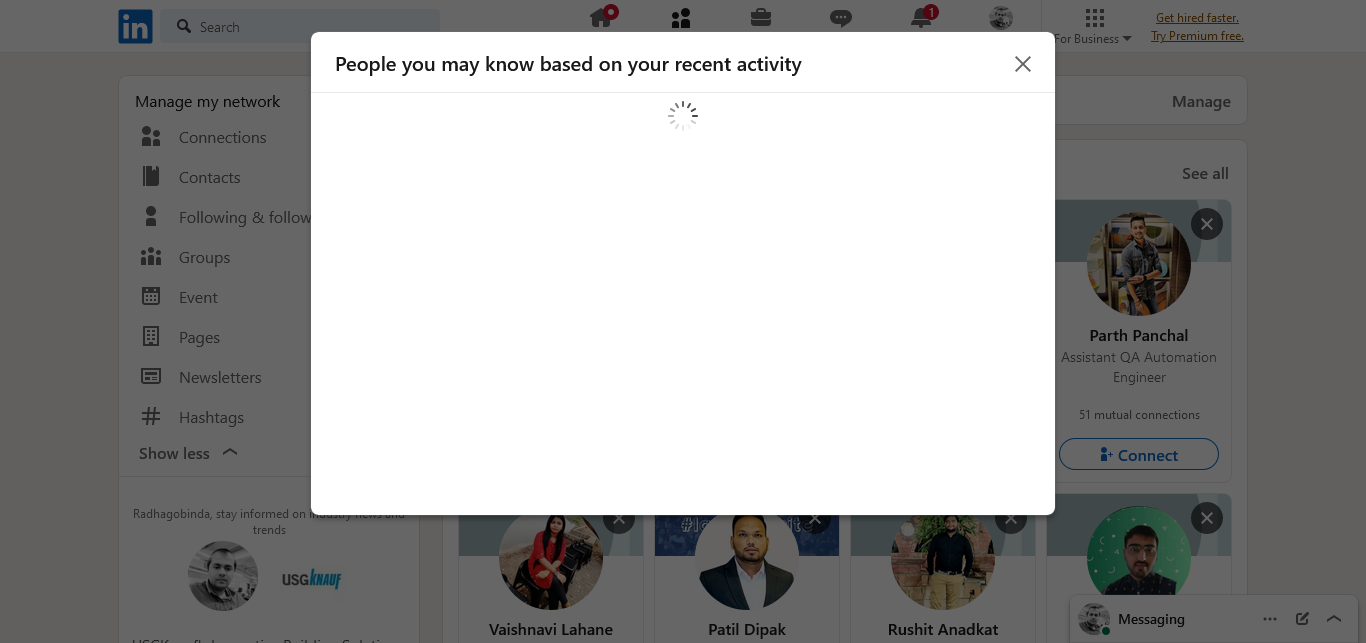 in
Search
1
For Business
Get hired faster.
Try Premium free.
People you may know based on your recent activity
Manage my network
Connections
Contacts
Following & follow
Groups
Event
Pages
Newsletters
Hashtags
Show less
Radhagobinda, stay informed on industry news and
trends
USG KNAUF
Manage
See all
Parth Panchal
Assistant QA Automation
Engineer
51 mutual connections
Connect
Vaishnavi Lahane
Patil Dipak
Rushit Anadkat
Messaging